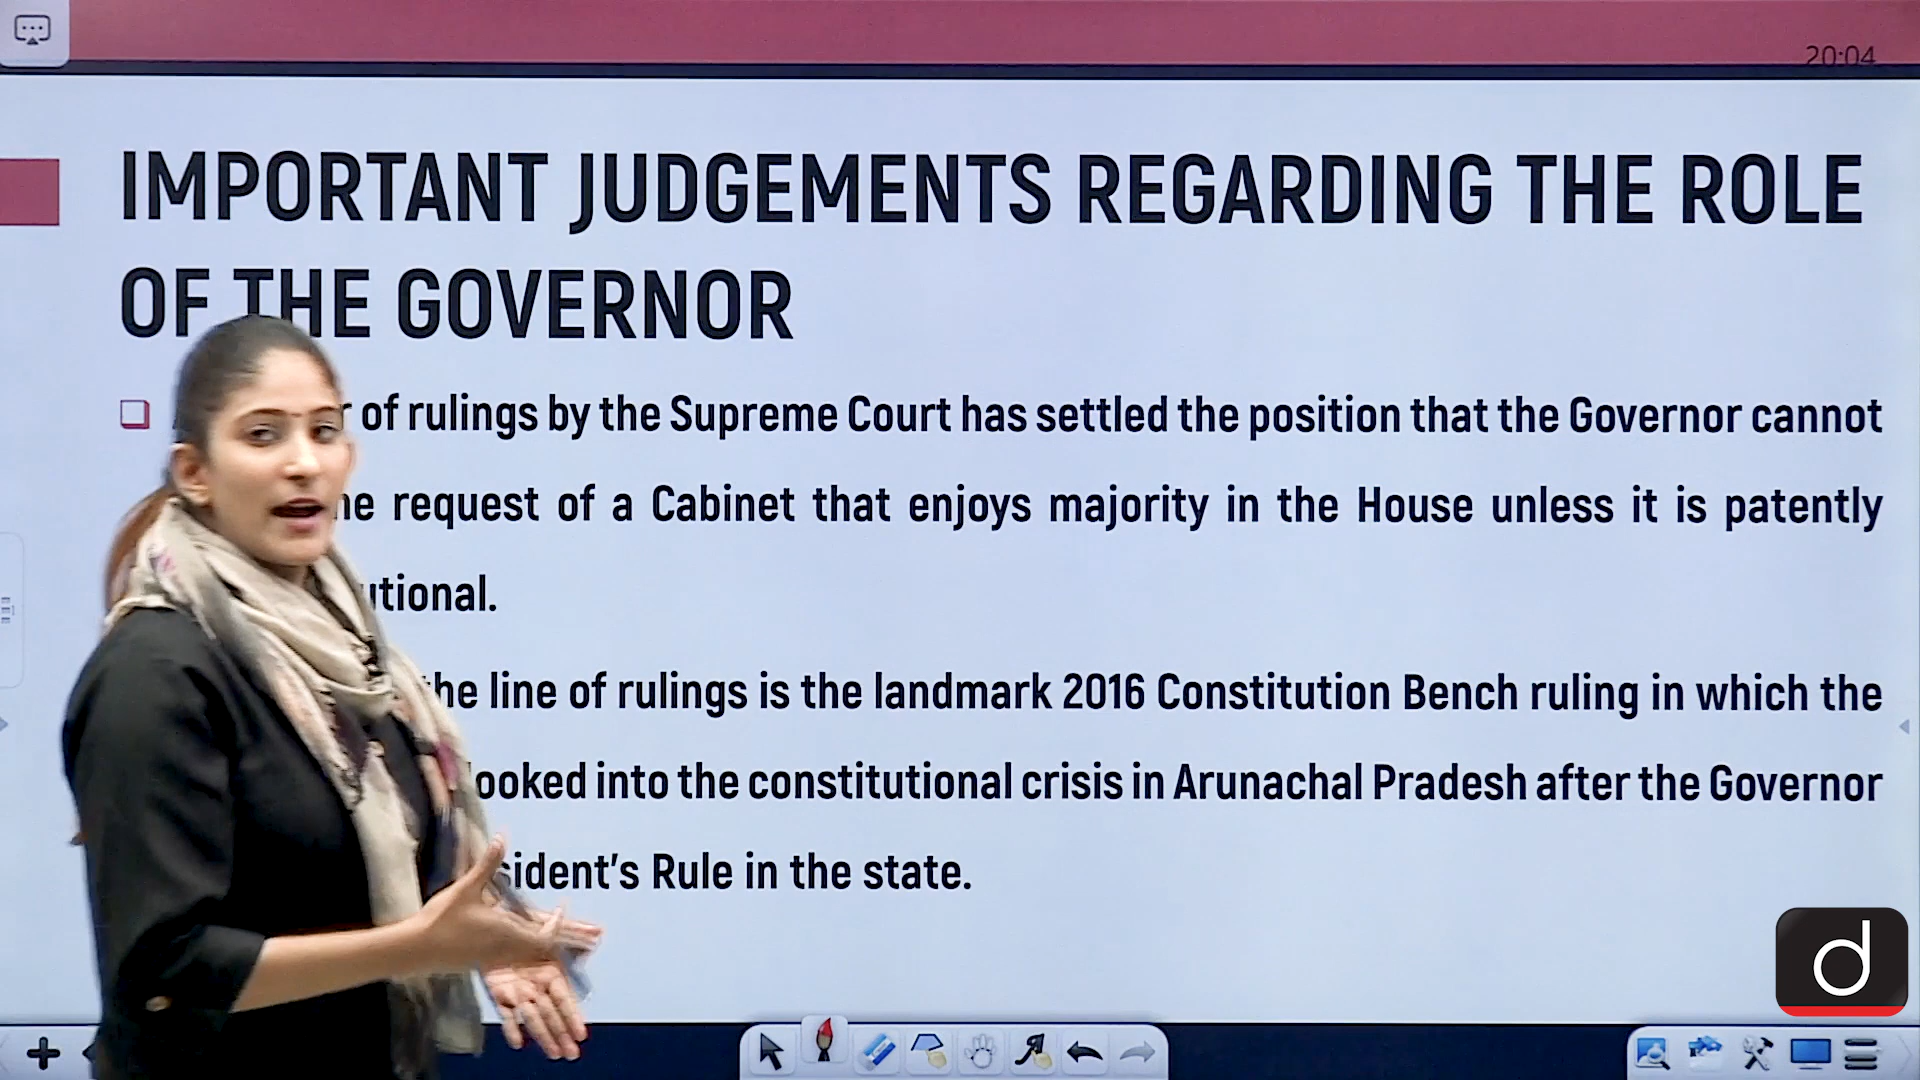 20:04
IMPORTANT JUDGEMENTS REGARDING THE ROLE
OF THE GOVERNOR
of rulings by the Supreme Court has settled the position that the Governor cannot
request of a Cabinet that enjoys majority in the House unless it is patently
the line of rulings is the landmark 2016 Constitution Bench ruling in which the
looked into the constitutional crisis in Arunachal Pradesh after the Governor
Rule in the state.
d